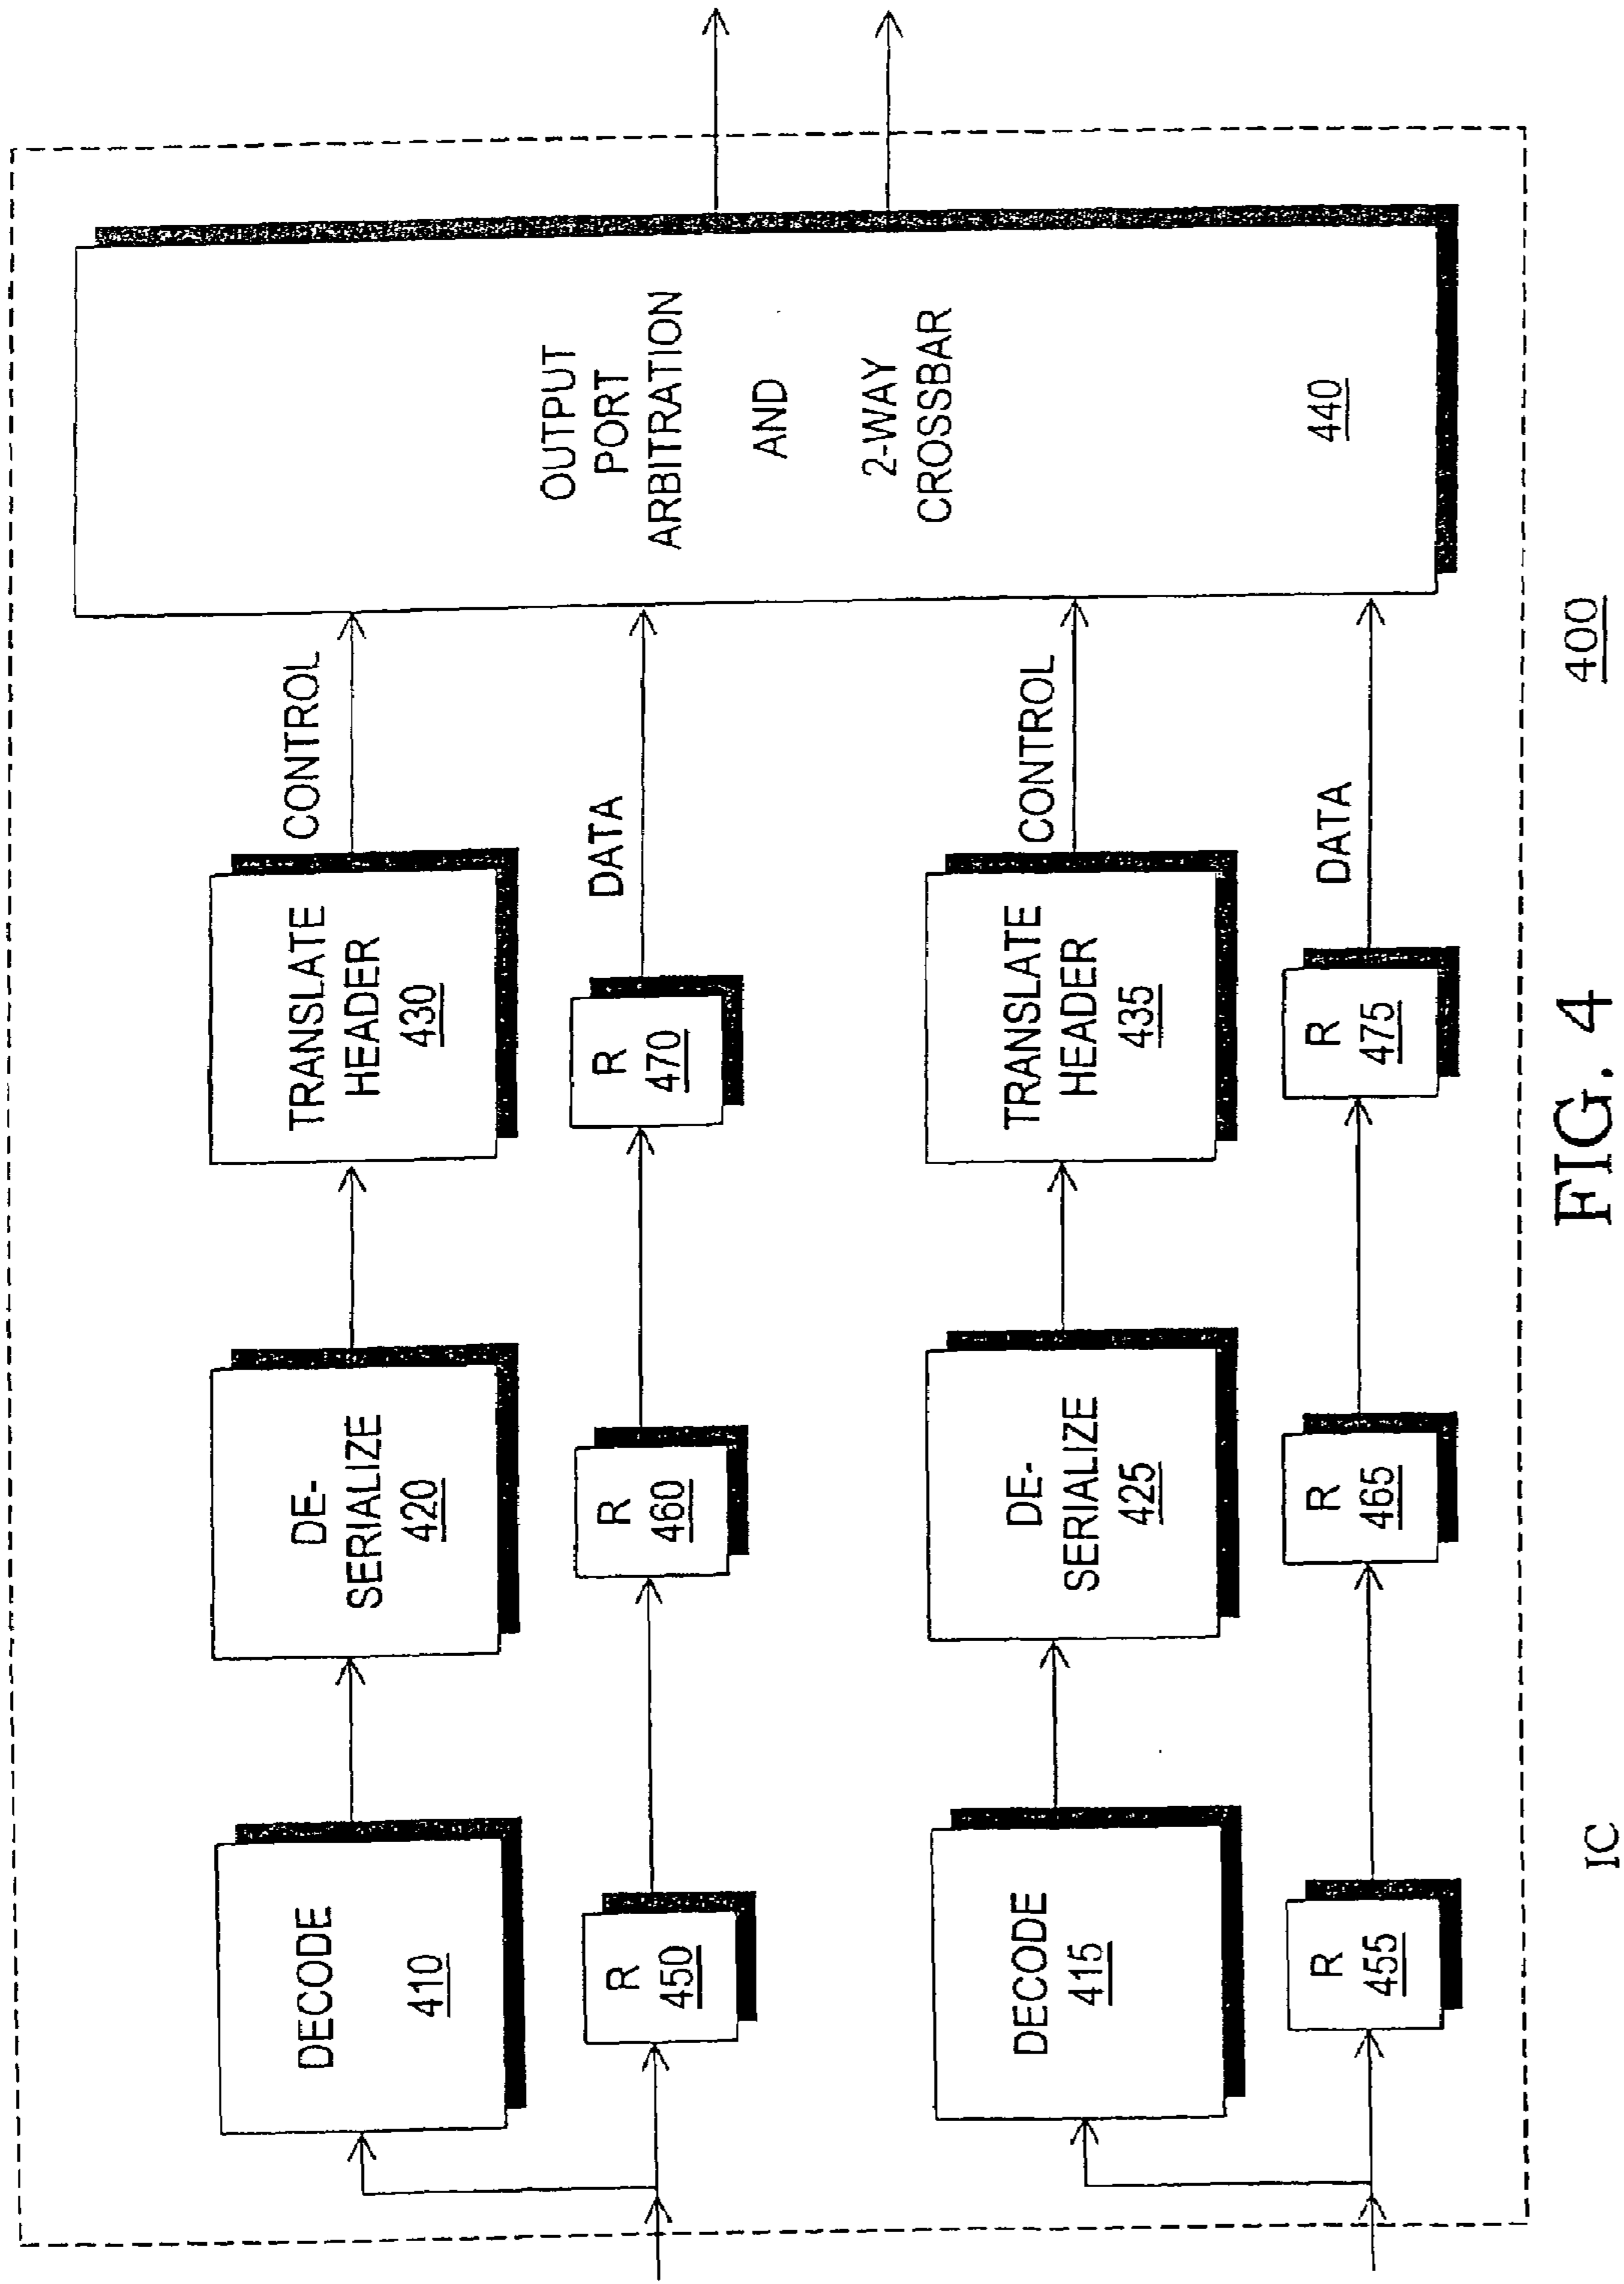 DECODE
410
DE-
SERIALIZE
420
TRANSLATE
HEADER
430
CONTROL
R
450
R
460
R
470
DATA
DECODE
415
DE-
SERIALIZE
425
TRANSLATE
HEADER
435
CONTROL
R
455
R
465
R
475
DATA
OUTPUT
PORT
ARBITRATION
AND
2-WAY
CROSSBAR
440
IC
400
FIG. 4